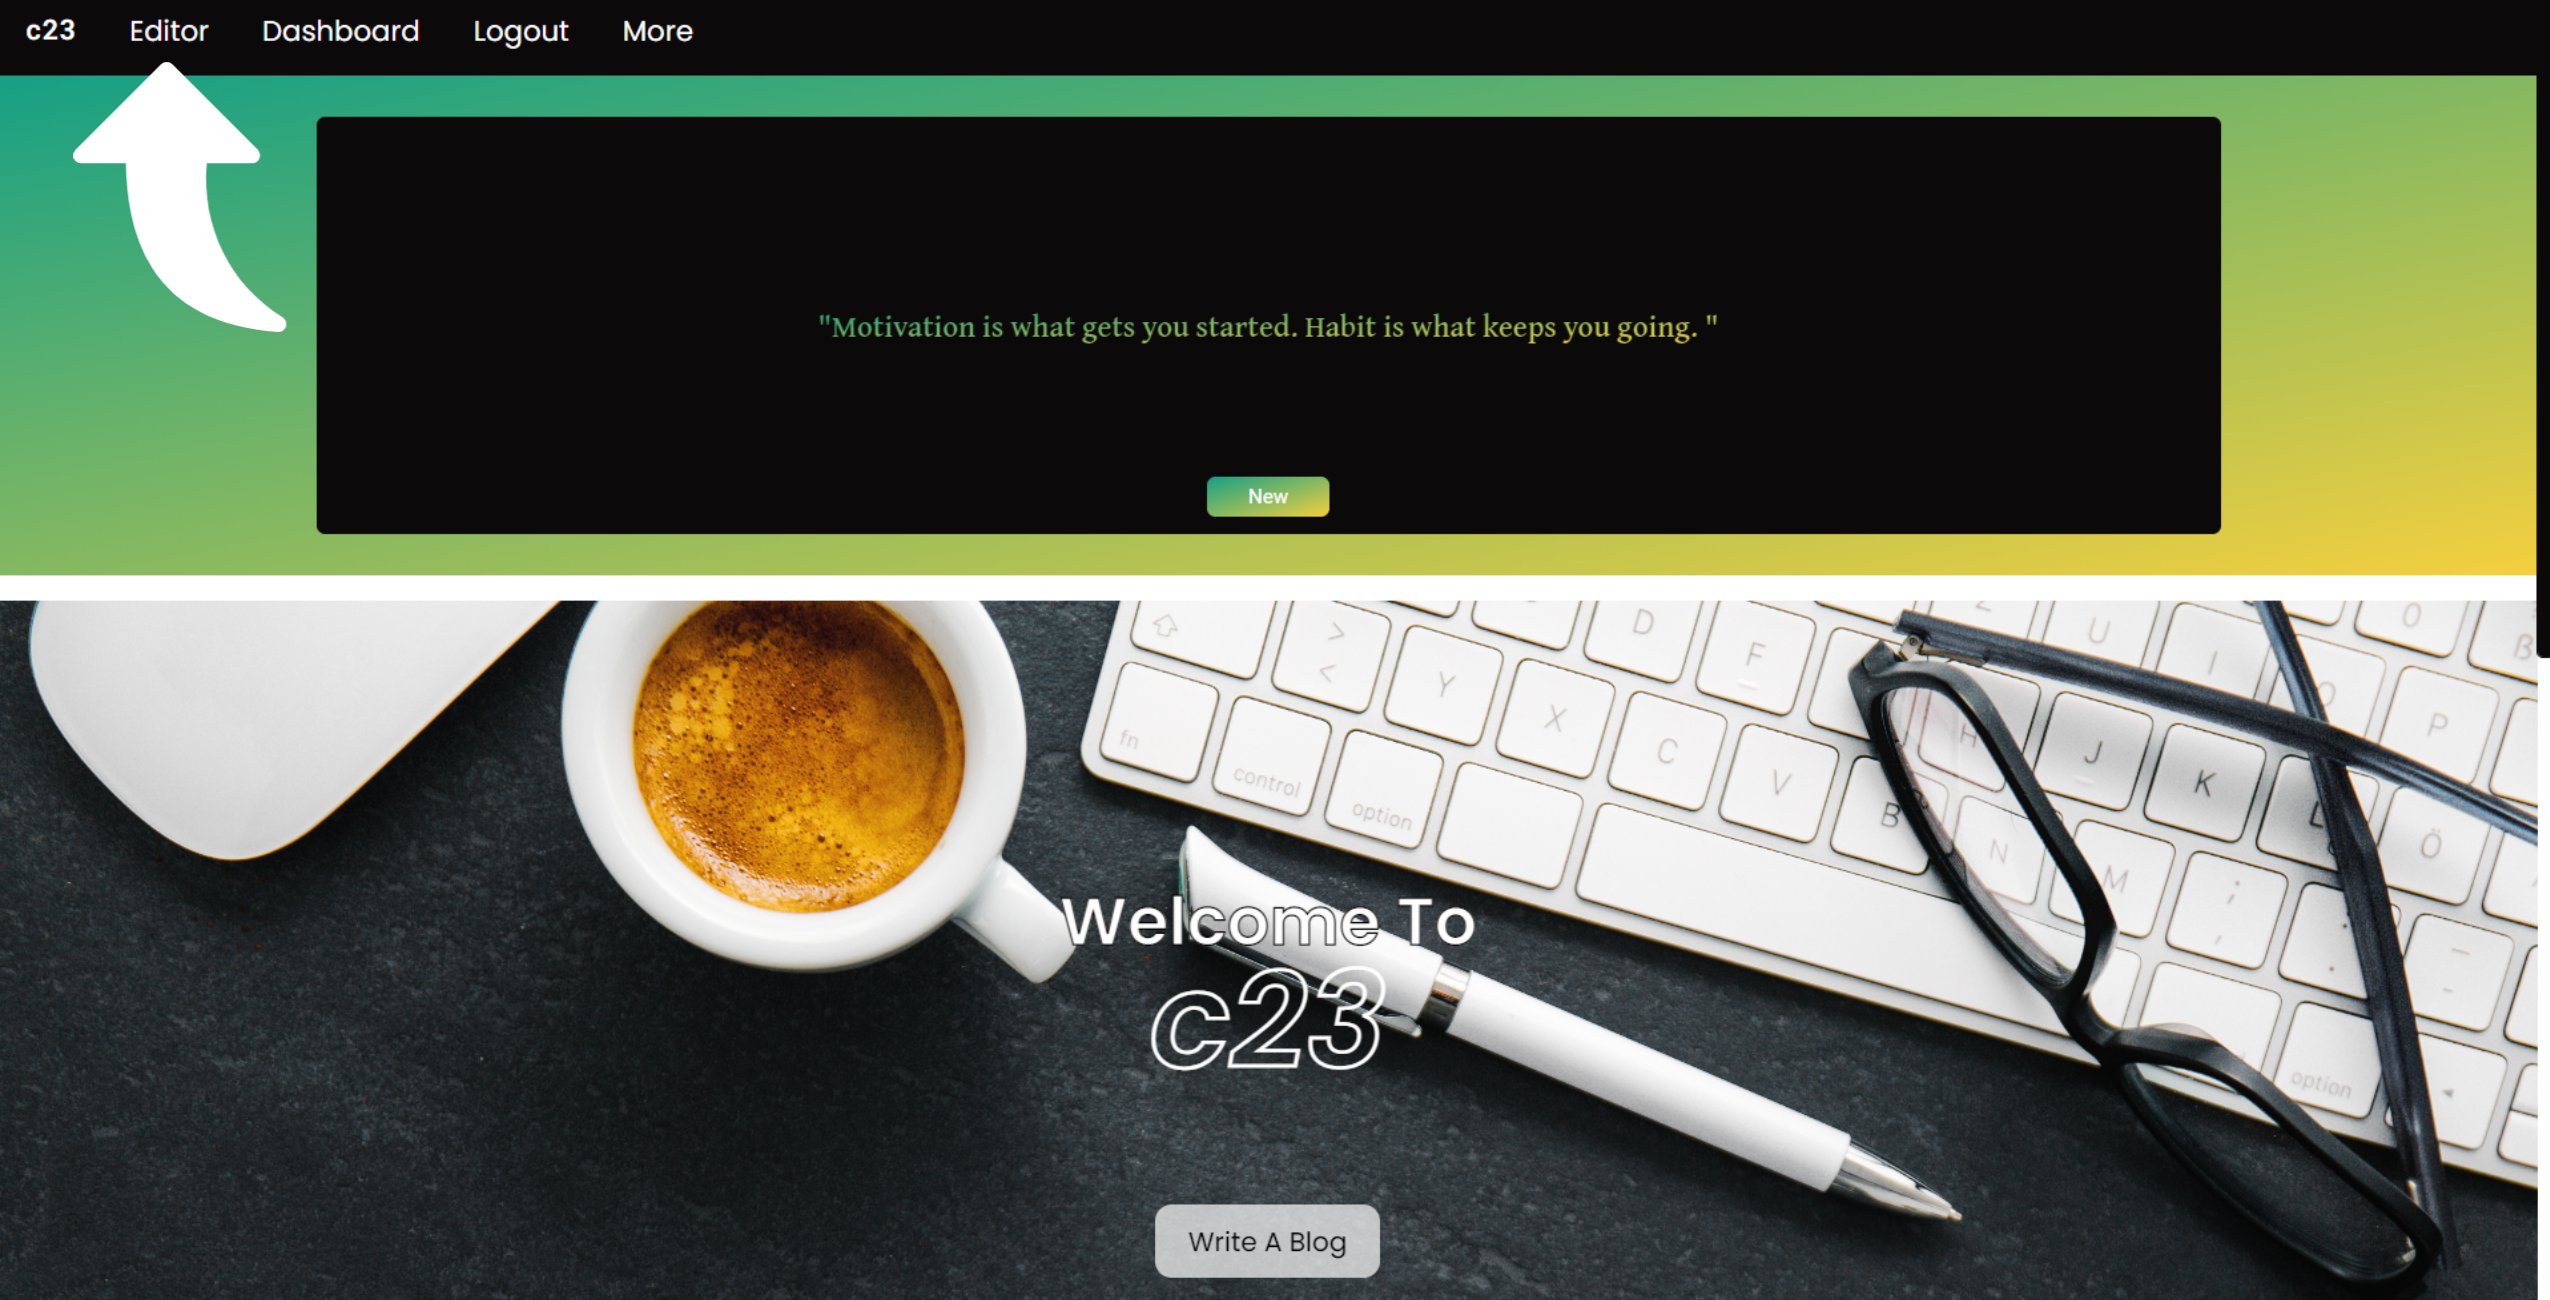 c23 Editor Dashboard Logout More
"Motivation is what gets you started. Habit is what keeps you going. "
New
D F U I O ß
> < Y X C V B H J K L O P
fn control option N M ; , . Ö
Welcome To
c23
option
Write A Blog